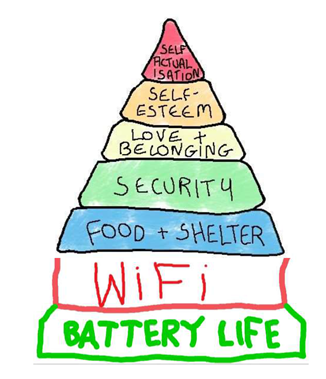 SELF
ACTUAL
ISATION
SELF-
ESTEEM
LOVE +
BELONGING
SECURITY
FOOD + SHELTER
WiFi
BATTERY LIFE